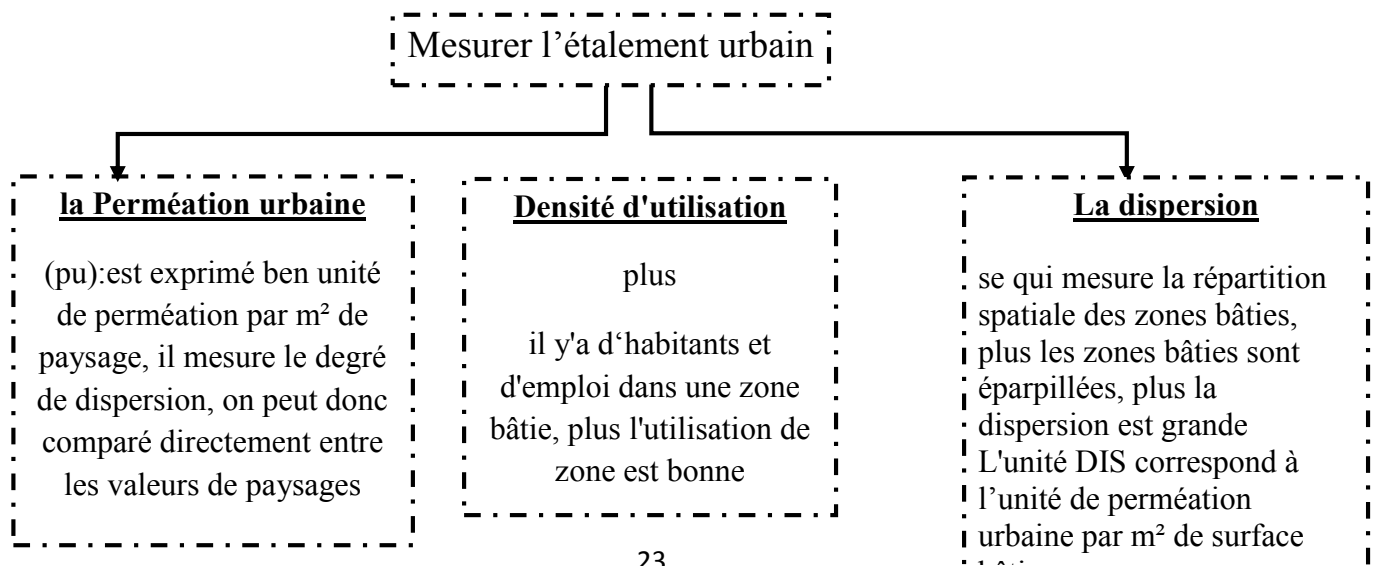 Mesurer l’étalement urbain
la Perméation urbaine
(pu):est exprimé ben unité
de perméation par m² de
paysage, il mesure le degré
de dispersion, on peut donc
comparé directement entre
les valeurs de paysages
Densité d'utilisation
plus
il y'a d‘habitants et
d'emploi dans une zone
bâtie, plus l'utilisation de
zone est bonne
La dispersion
se qui mesure la répartition
spatiale des zones bâties,
plus les zones bâties sont
éparpillées, plus la
dispersion est grande
L'unité DIS correspond à
l’unité de perméation
urbaine par m² de surface
23